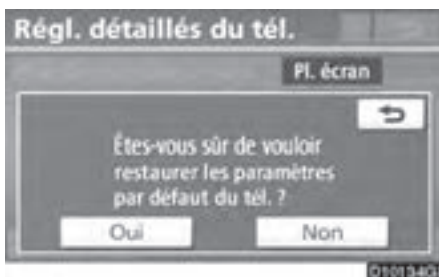 Régl. détaillés du tél.
Pl. écran
Êtes-vous sûr de vouloir
restaurer les paramètres
par défaut du tél. ?
Oui Non